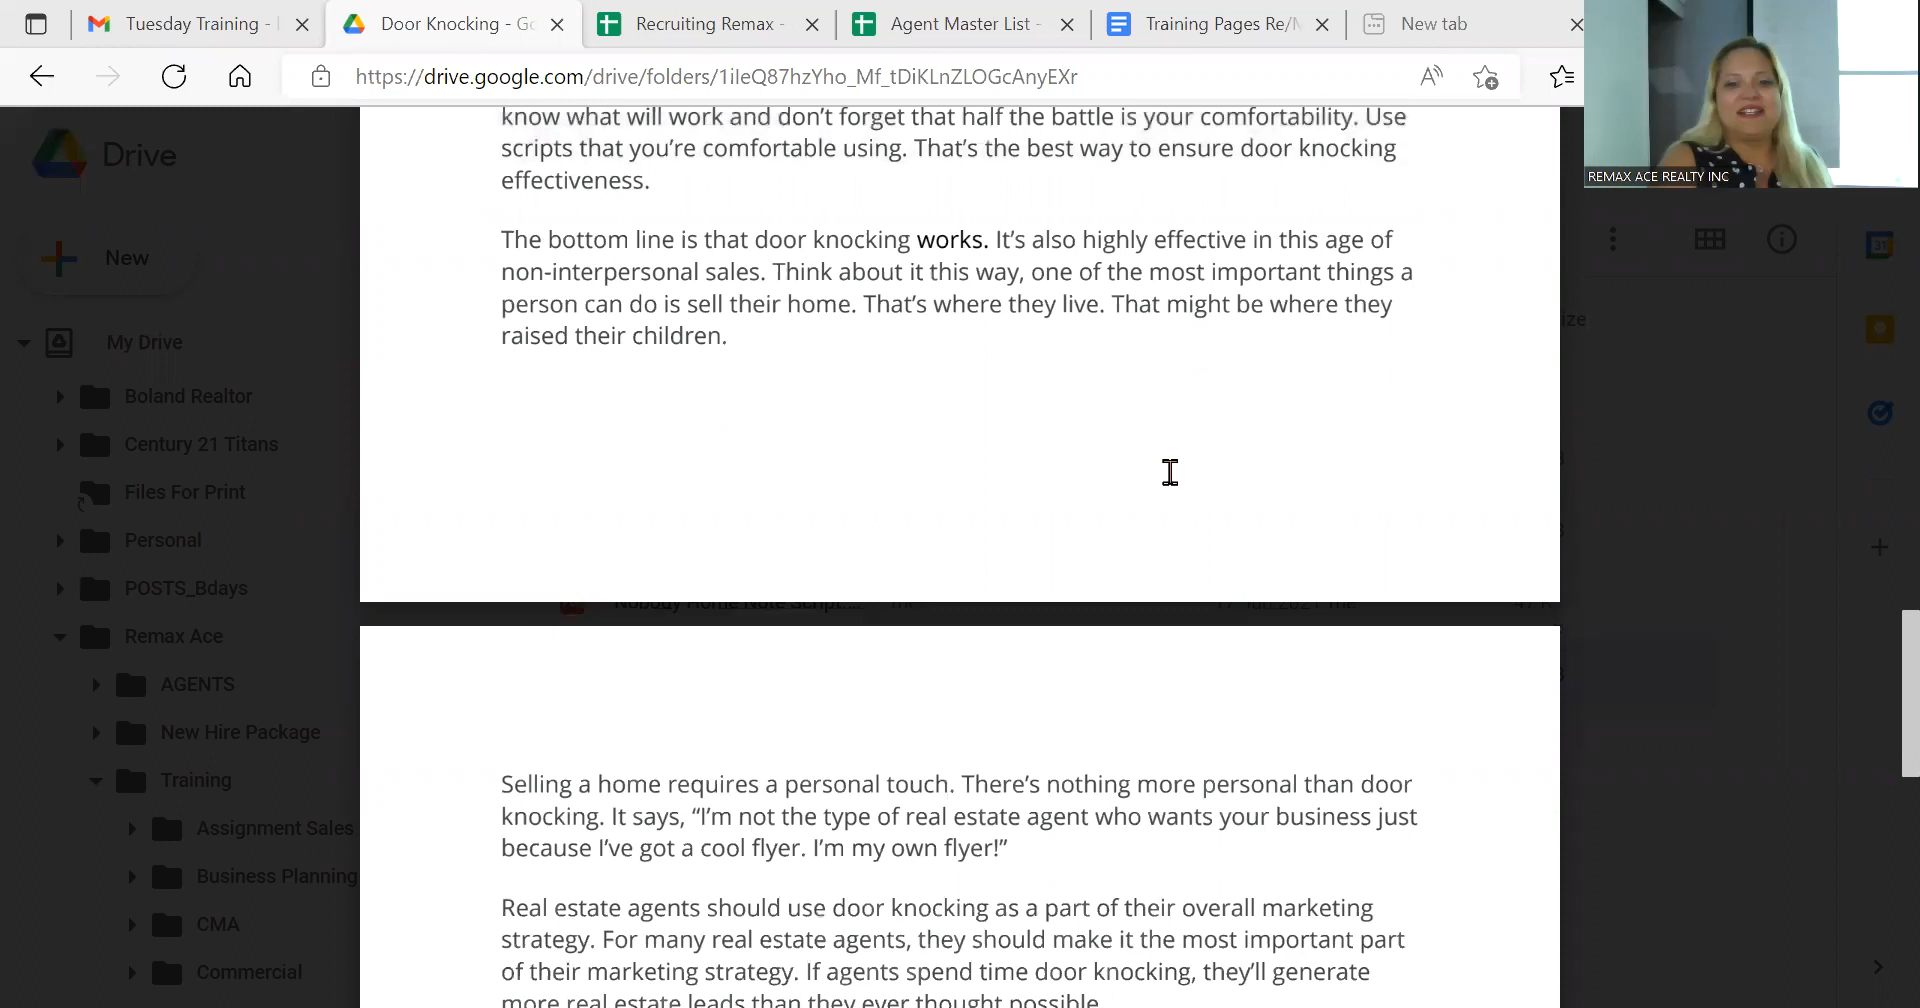 Tuesday Training -
Door Knocking - Go
Recruiting Remax -
Agent Master List -
Training Pages Re/M
New tab
https://drive.google.com/drive/folders/1iIeQ87hzYho_Mf_tDiKLnZLOGcAnyEXr
REMAX ACE REALTY INC
Drive
New
My Drive
Boland Realtor
Century 21 Titans
Files For Print
Personal
POSTS_Bdays
Remax Ace
AGENTS
New Hire Package
Training
Assignment Sales
Business Planning
CMA
Commercial
know what will work and don’t forget that half the battle is your comfortability. Use
scripts that you’re comfortable using. That’s the best way to ensure door knocking
effectiveness.
The bottom line is that door knocking works. It’s also highly effective in this age of
non-interpersonal sales. Think about it this way, one of the most important things a
person can do is sell their home. That’s where they live. That might be where they
raised their children.
Nobody Home Note Script...
Selling a home requires a personal touch. There’s nothing more personal than door
knocking. It says, “I’m not the type of real estate agent who wants your business just
because I’ve got a cool flyer. I’m my own flyer!”
Real estate agents should use door knocking as a part of their overall marketing
strategy. For many real estate agents, they should make it the most important part
of their marketing strategy. If agents spend time door knocking, they’ll generate
more real estate leads than they ever thought possible.
31